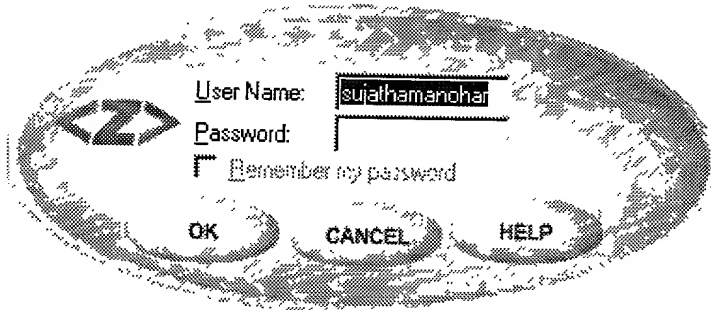 User Name: sujathamanohar
Z
Password:
Remember my password
OK CANCEL HELP